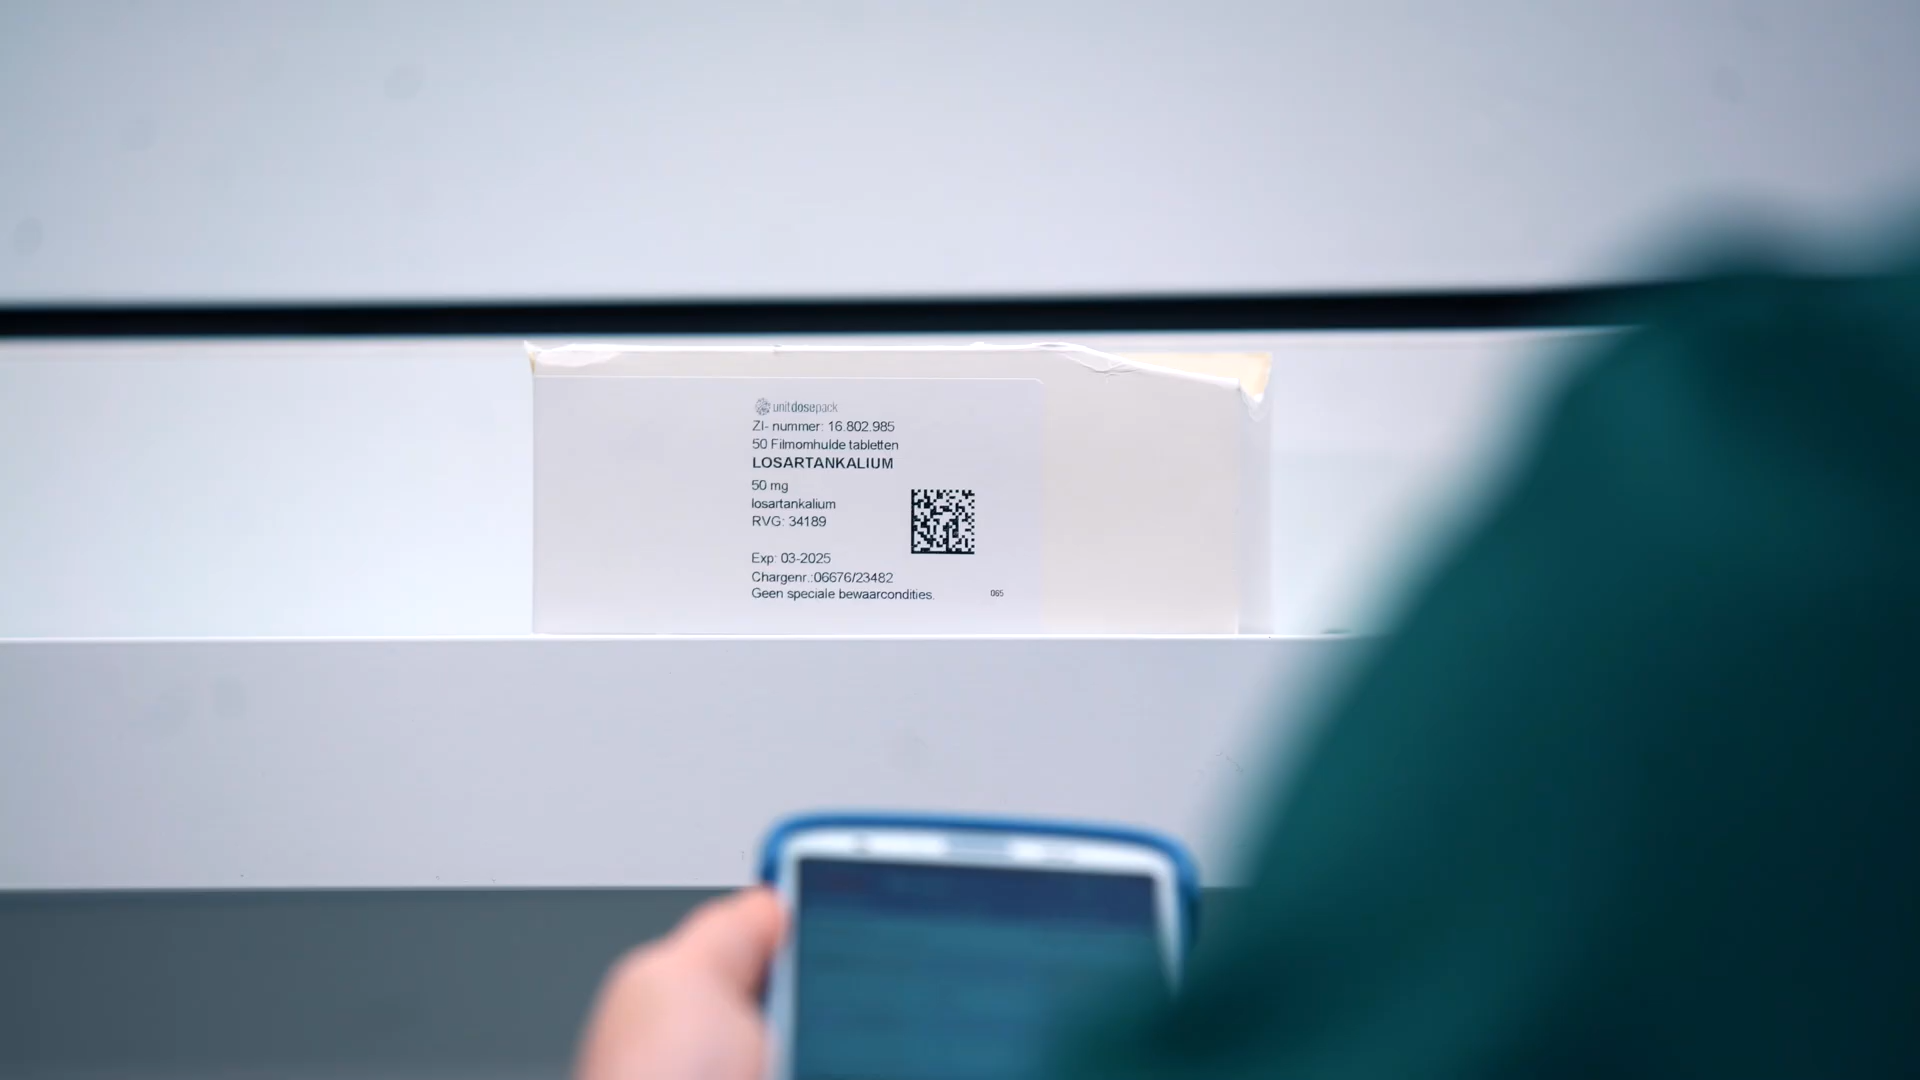 unitdosepack
ZI- nummer: 16.802.985
50 Filmomhulde tabletten
LOSARTANKALIUM
50 mg
losartankalium
RVG: 34189
Exp: 03-2025
Chargenr.:06676/23482
Geen speciale bewaarcondities.
065